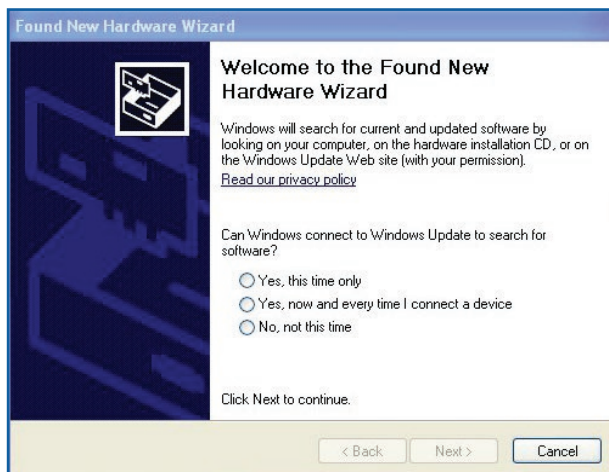 Found New Hardware Wizard
Welcome to the Found New
Hardware Wizard
Windows will search for current and updated software by
looking on your computer, on the hardware installation CD, or on
the Windows Update Web site (with your permission).
Read our privacy policy
Can Windows connect to Windows Update to search for
software?
Yes, this time only
Yes, now and every time I connect a device
No, not this time
Click Next to continue.
< Back Next > Cancel